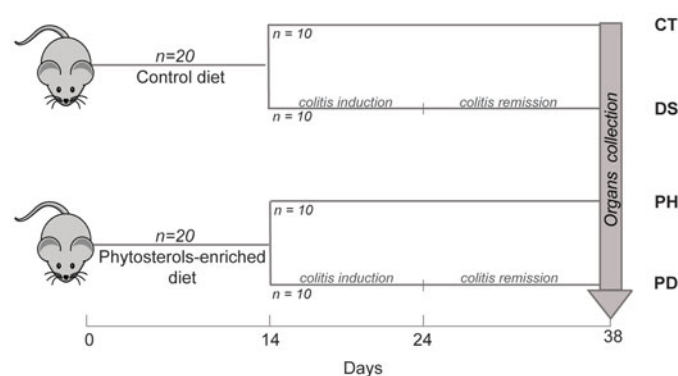 CT
n = 10
n=20
Control diet
colitis induction colitis remission
DS
n = 10
Organs collection
PH
n = 10
n=20
Phytosterols-enriched
diet
colitis induction colitis remission
PD
n = 10
0 14 24 38
Days